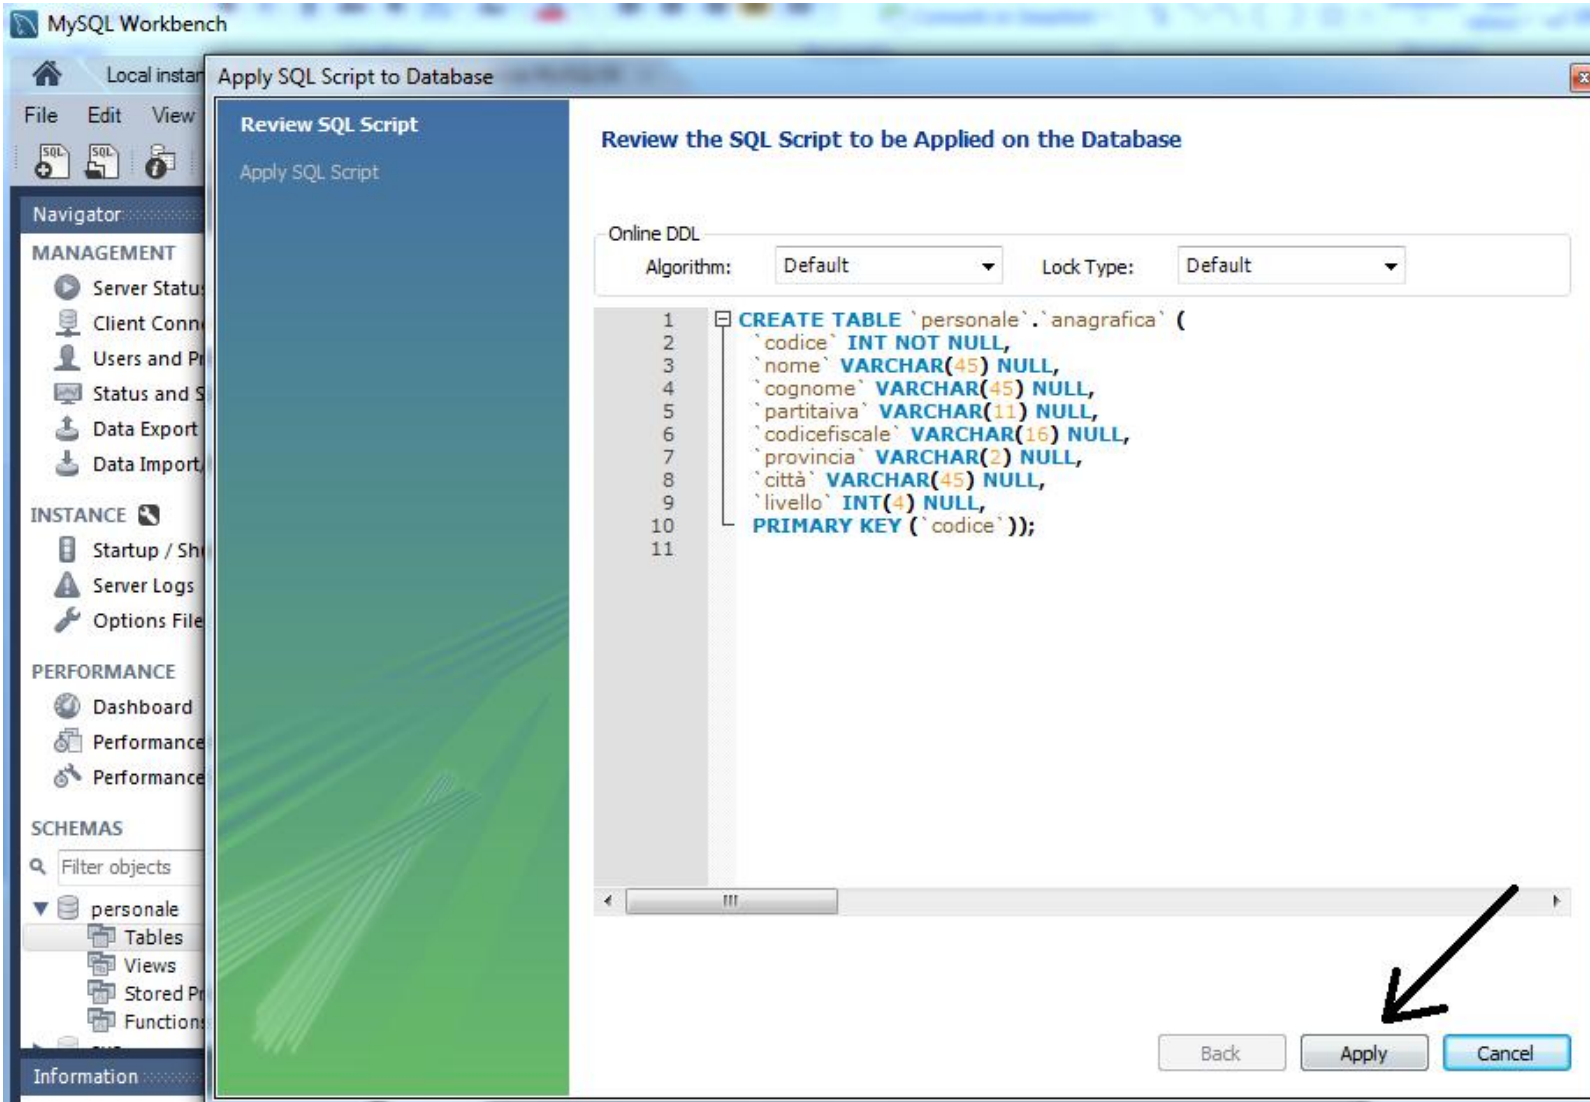 MySQL Workbench
Local instan
File Edit View
Navigator
MANAGEMENT
Server Status
Client Conn
Users and Pr
Status and S
Data Export
Data Import/
INSTANCE
Startup / Shu
Server Logs
Options File
PERFORMANCE
Dashboard
Performance
Performance
SCHEMAS
Filter objects
personale
Tables
Views
Stored Pr
Functions
Information
Apply SQL Script to Database
Review SQL Script
Apply SQL Script
Review the SQL Script to be Applied on the Database
Online DDL
Algorithm: Default Lock Type: Default
1 CREATE TABLE `personale`.`anagrafica` (
2 `codice` INT NOT NULL,
3 `nome` VARCHAR(45) NULL,
4 `cognome` VARCHAR(45) NULL,
5 `partitaiva` VARCHAR(11) NULL,
6 `codicefiscale` VARCHAR(16) NULL,
7 `provincia` VARCHAR(2) NULL,
8 `città` VARCHAR(45) NULL,
9 `livello` INT(4) NULL,
10 PRIMARY KEY (`codice`));
11
Back Apply Cancel